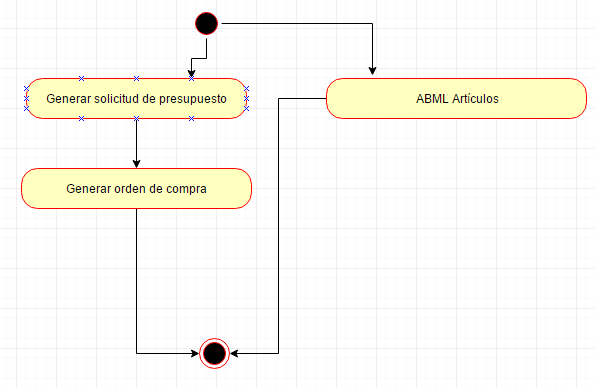 Generar solicitud de presupuesto
ABML Artículos
Generar orden de compra